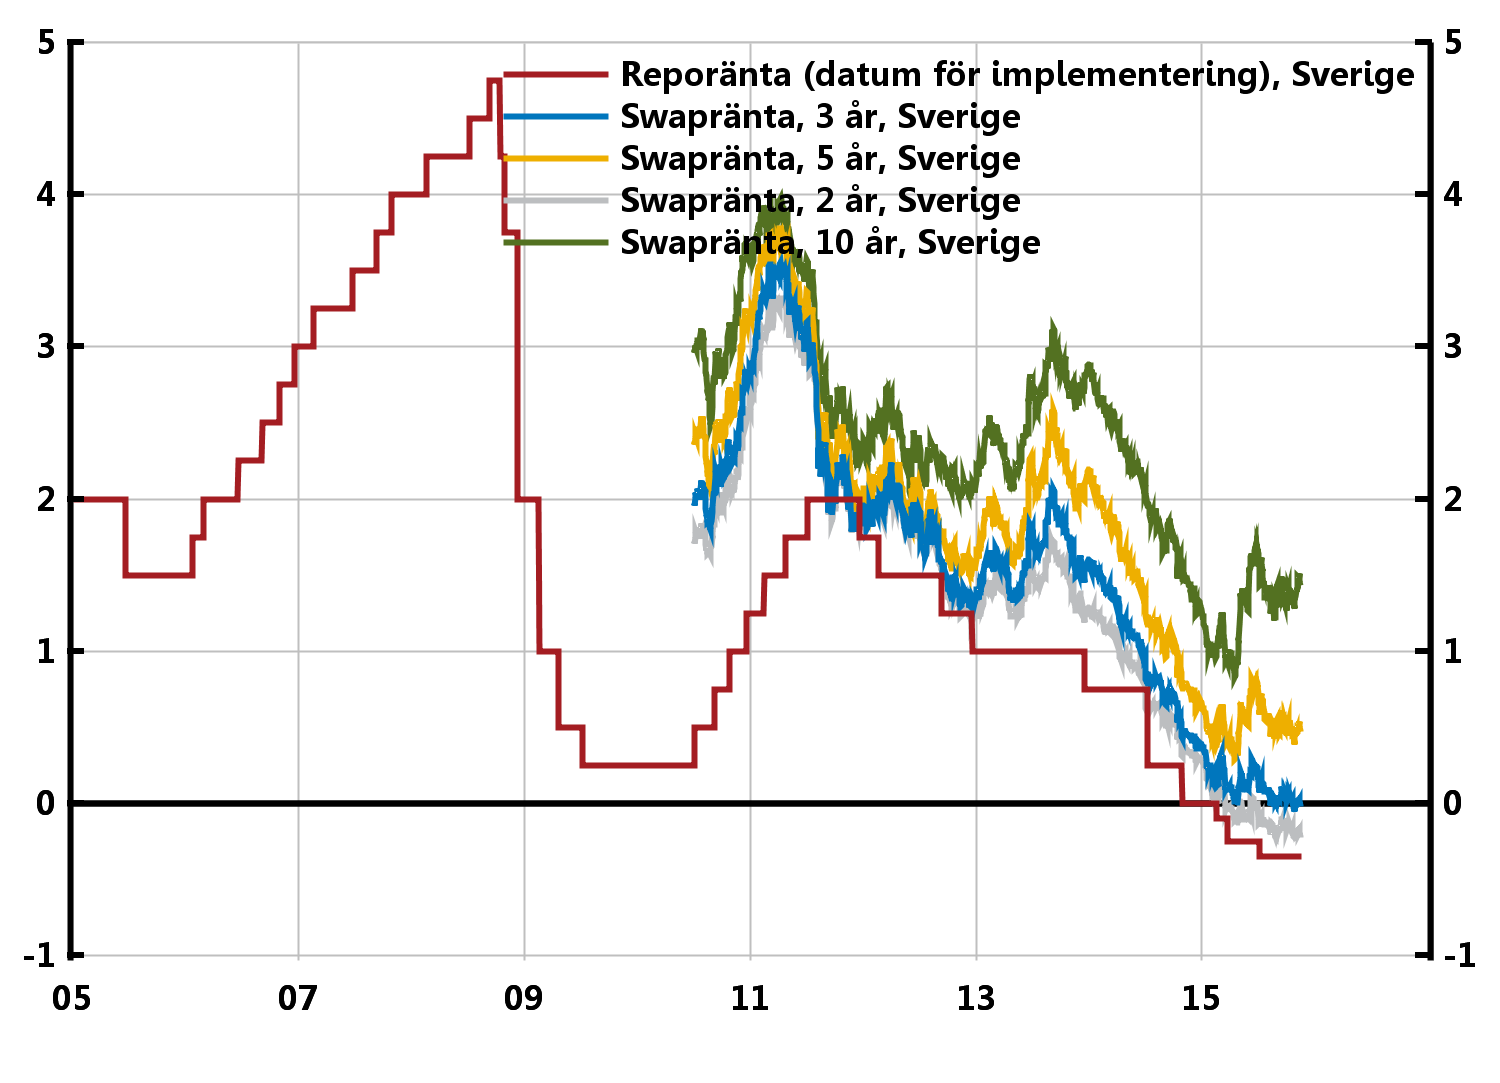 5 5
Reporänta (datum för implementering), Sverige
Swapränta, 3 år, Sverige
Swapränta, 5 år, Sverige
4 Swapränta, 2 år, Sverige 4
Swapränta, 10 år, Sverige
3 3
2 2
1 1
0 0
-1 -1
05 07 09 11 13 15